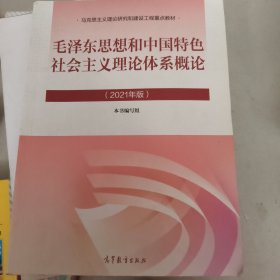 马克思主义理论研究和建设工程重点教材
毛泽东思想和中国特色
社会主义理论体系概论
（2021年版）
本书编写组
高等教育出版社